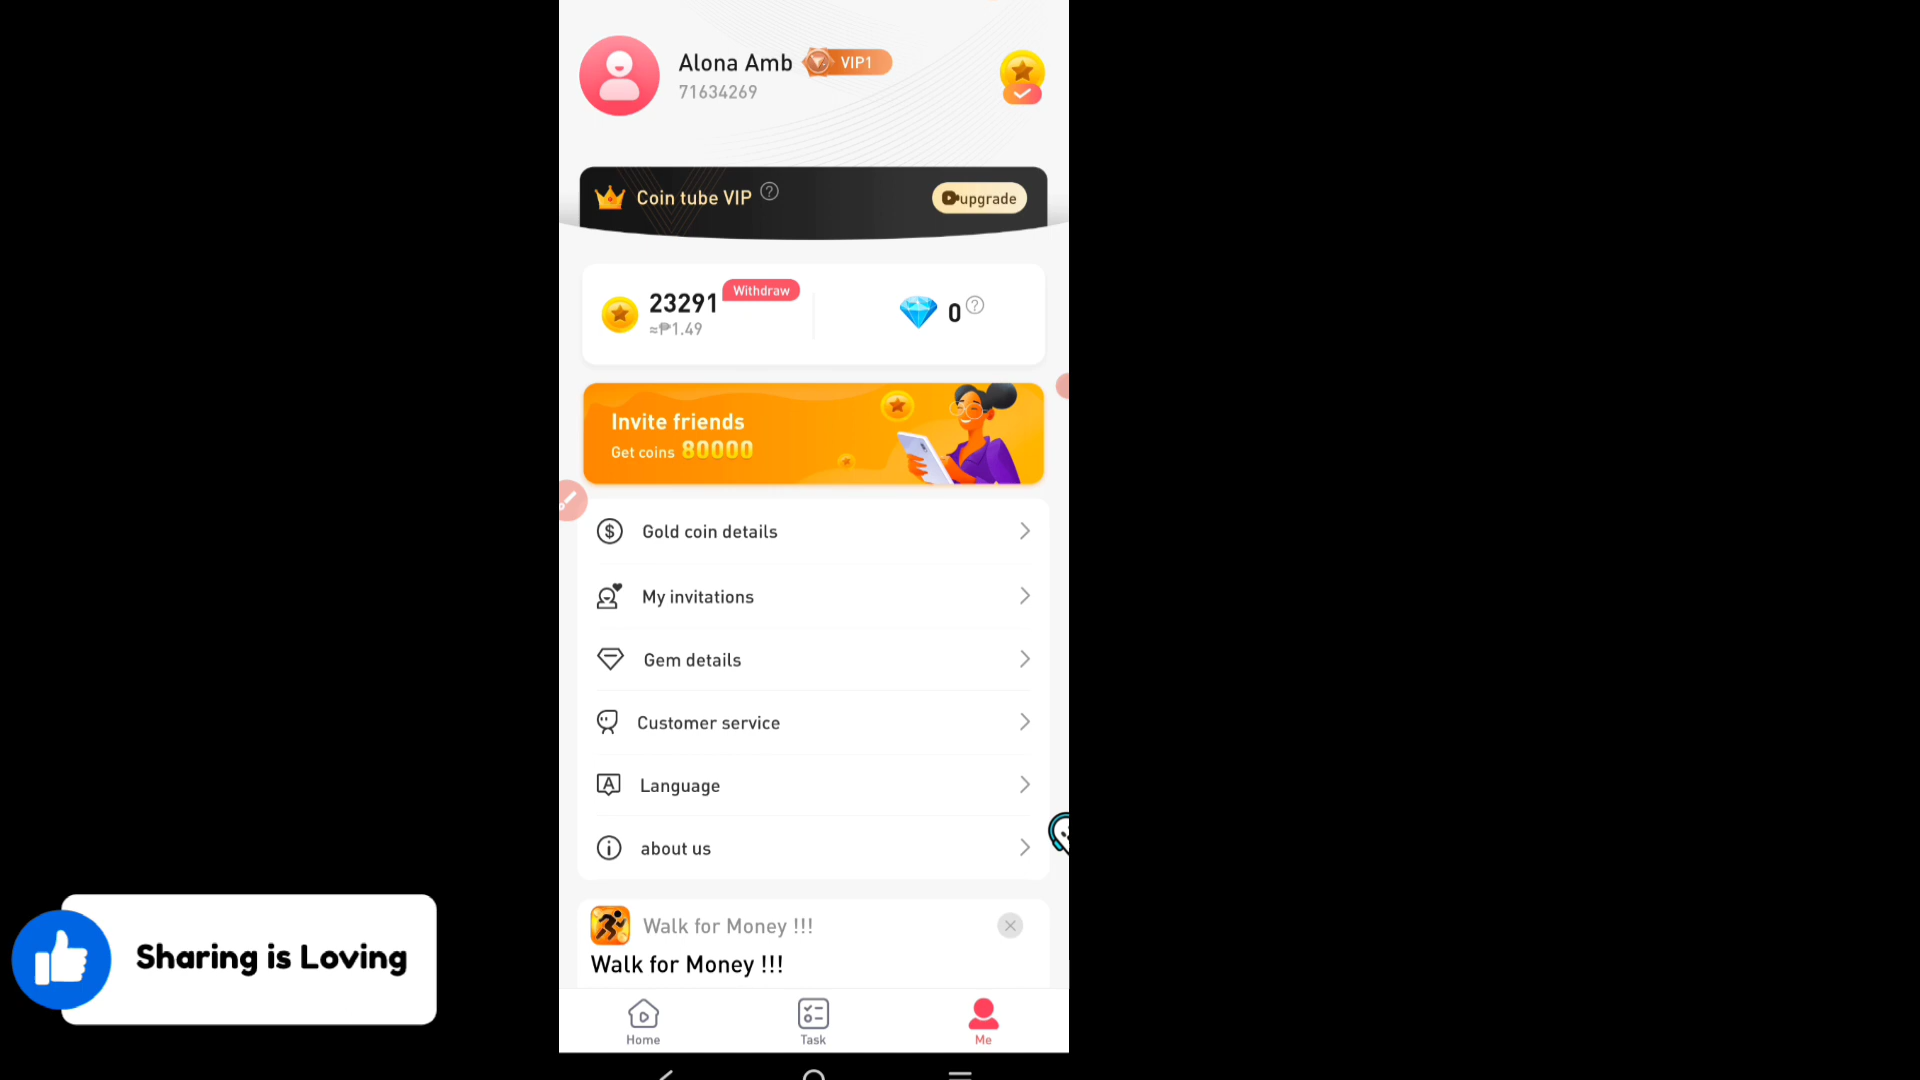 Alona Amb VIP1
71634269
Coin tube VIP ?
upgrade
23291 Withdraw
≈₱1.49
0 ?
Invite friends
Get coins 80000
$ Gold coin details
My invitations
Gem details
Customer service
A Language
about us
Walk for Money !!!
Walk for Money !!!
Home
Task
Me
Sharing is Loving